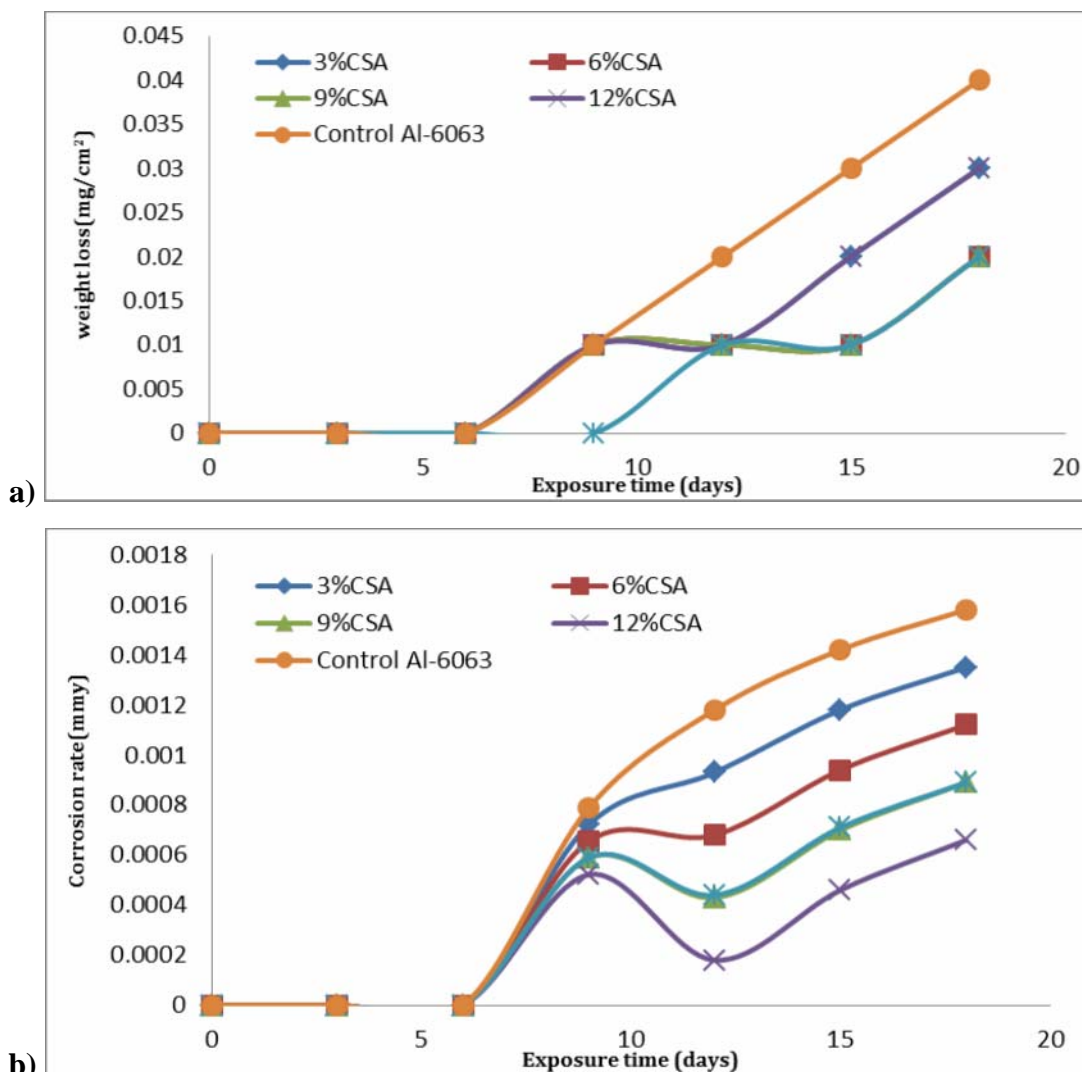 0.045
0.04
0.035
0.03
0.025
0.02
0.015
0.01
0.005
0
weight loss(mg/cm²)
3%CSA 6%CSA
9%CSA 12%CSA
Control Al-6063
0 5 10 15 20
Exposure time (days)
a)
0.0018
0.0016
0.0014
0.0012
0.001
0.0008
0.0006
0.0004
0.0002
0
Corrosion rate(mmy)
3%CSA 6%CSA
9%CSA 12%CSA
Control Al-6063
0 5 10 15 20
Exposure time (days)
b)